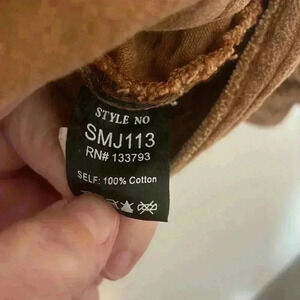 STYLE NO
SMJ113
RN# 133793
SELF: 100% Cotton